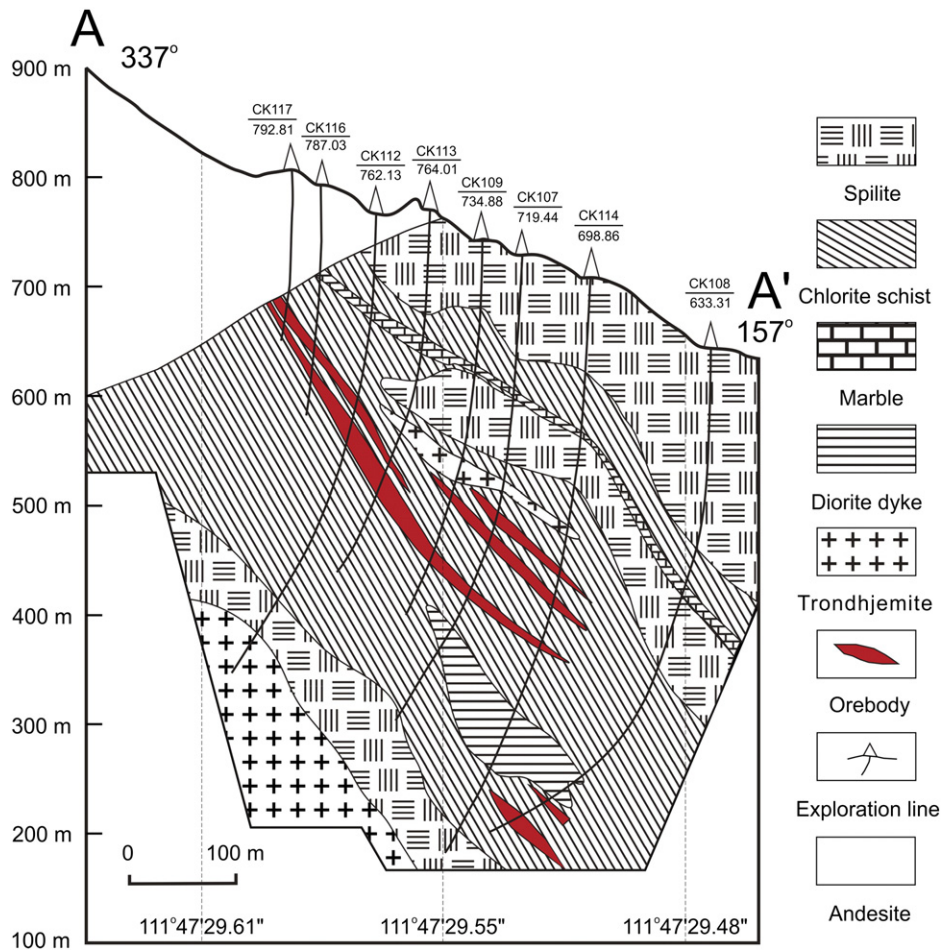 A
337°
A'
157°
900 m
800 m
700 m
600 m
500 m
400 m
300 m
200 m
100 m
CK117
792.81
CK116
787.03
CK112
762.13
CK113
764.01
CK109
734.88
CK107
719.44
CK114
698.86
CK108
633.31
0 100 m
111°47'29.61"
111°47'29.55"
111°47'29.48"
Spilite
Chlorite schist
Marble
Diorite dyke
Trondhjemite
Orebody
Exploration line
Andesite